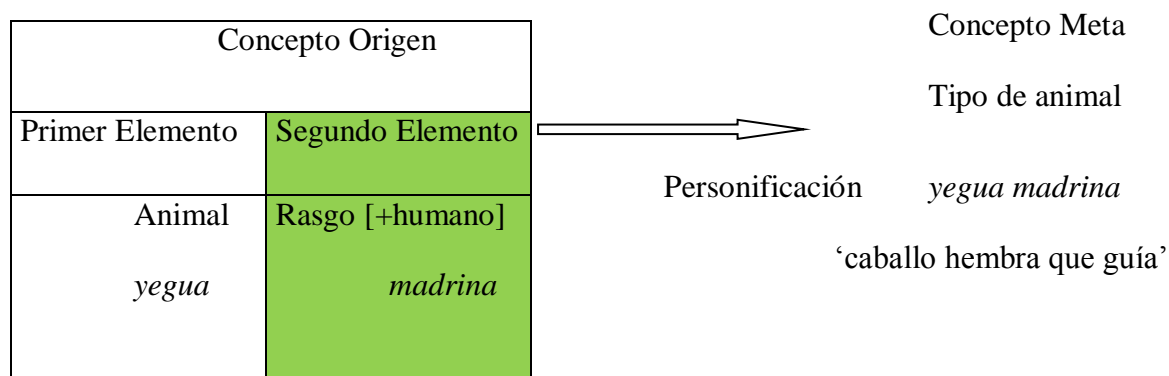 Concepto Origen
Concepto Meta
Tipo de animal
Primer Elemento
Segundo Elemento
Personificación
yegua madrina
Animal
Rasgo [+humano]
‘caballo hembra que guía’
yegua
madrina